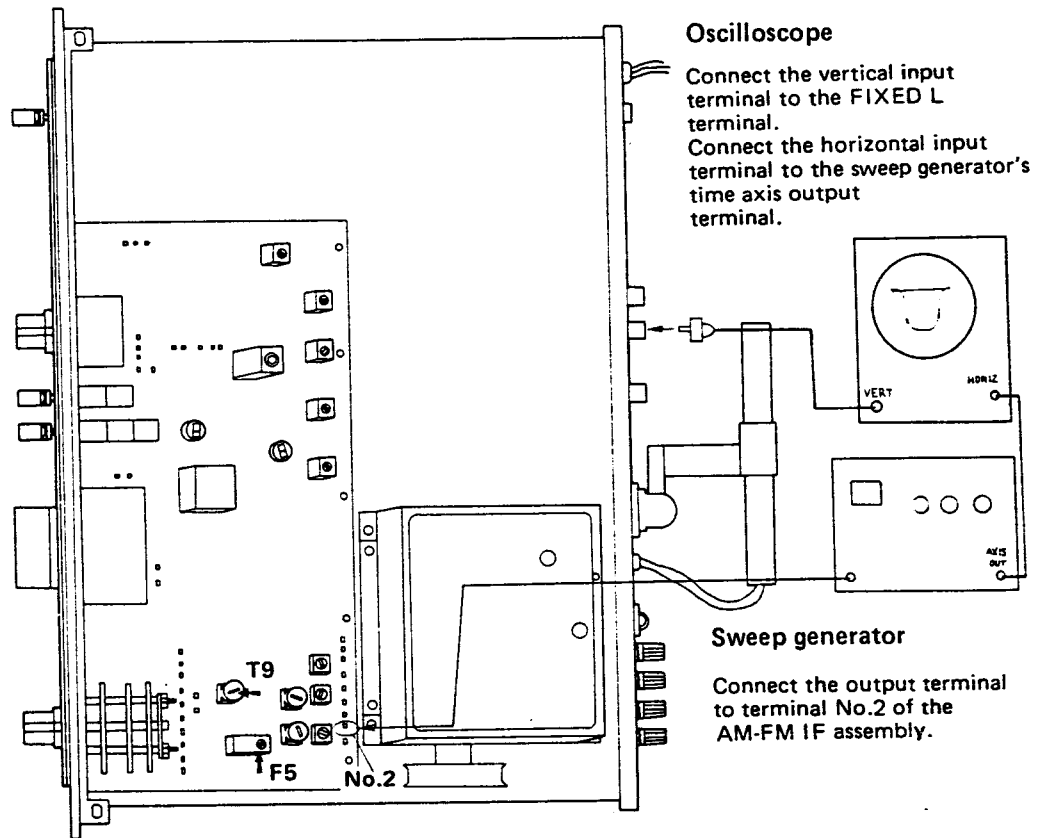 Oscilloscope
Connect the vertical input
terminal to the FIXED L
terminal.
Connect the horizontal input
terminal to the sweep generator's
time axis output
terminal.
VERT
HORIZ
AXIS
OUT
Sweep generator
Connect the output terminal
to terminal No.2 of the
AM-FM IF assembly.
T9
F5
No.2